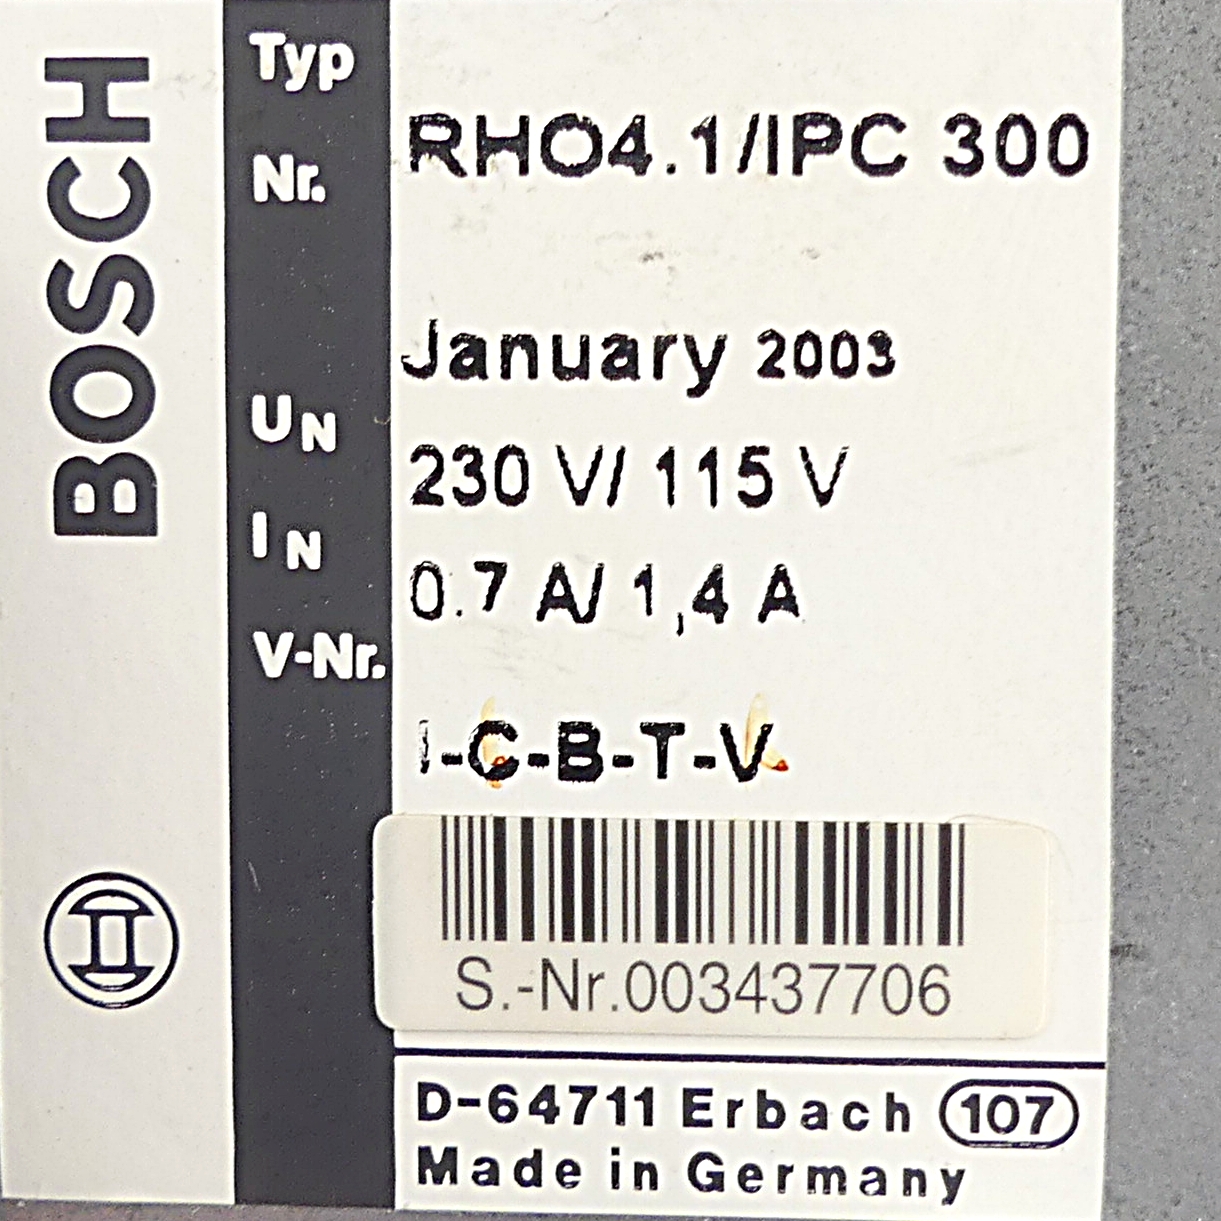 BOSCH
Typ
RHO4.1/IPC 300
Nr.
January 2003
UN
230 V/ 115 V
IN
0.7 A/ 1,4 A
V-Nr.
I-C-B-T-V
S.-Nr.003437706
D-64711 Erbach 107
Made in Germany